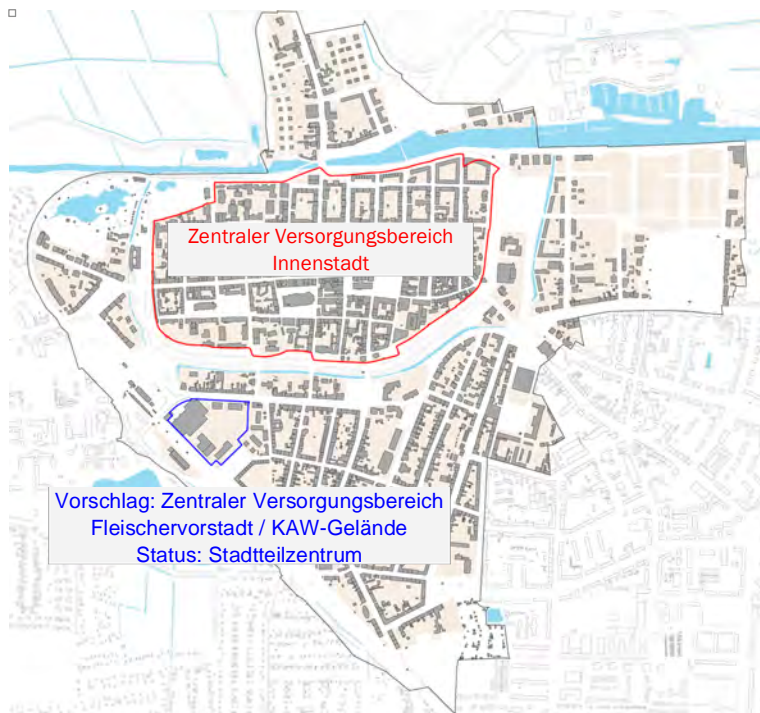 Zentraler Versorgungsbereich
Innenstadt
Vorschlag: Zentraler Versorgungsbereich
Fleischervorstadt / KAW-Gelände
Status: Stadtteilzentrum